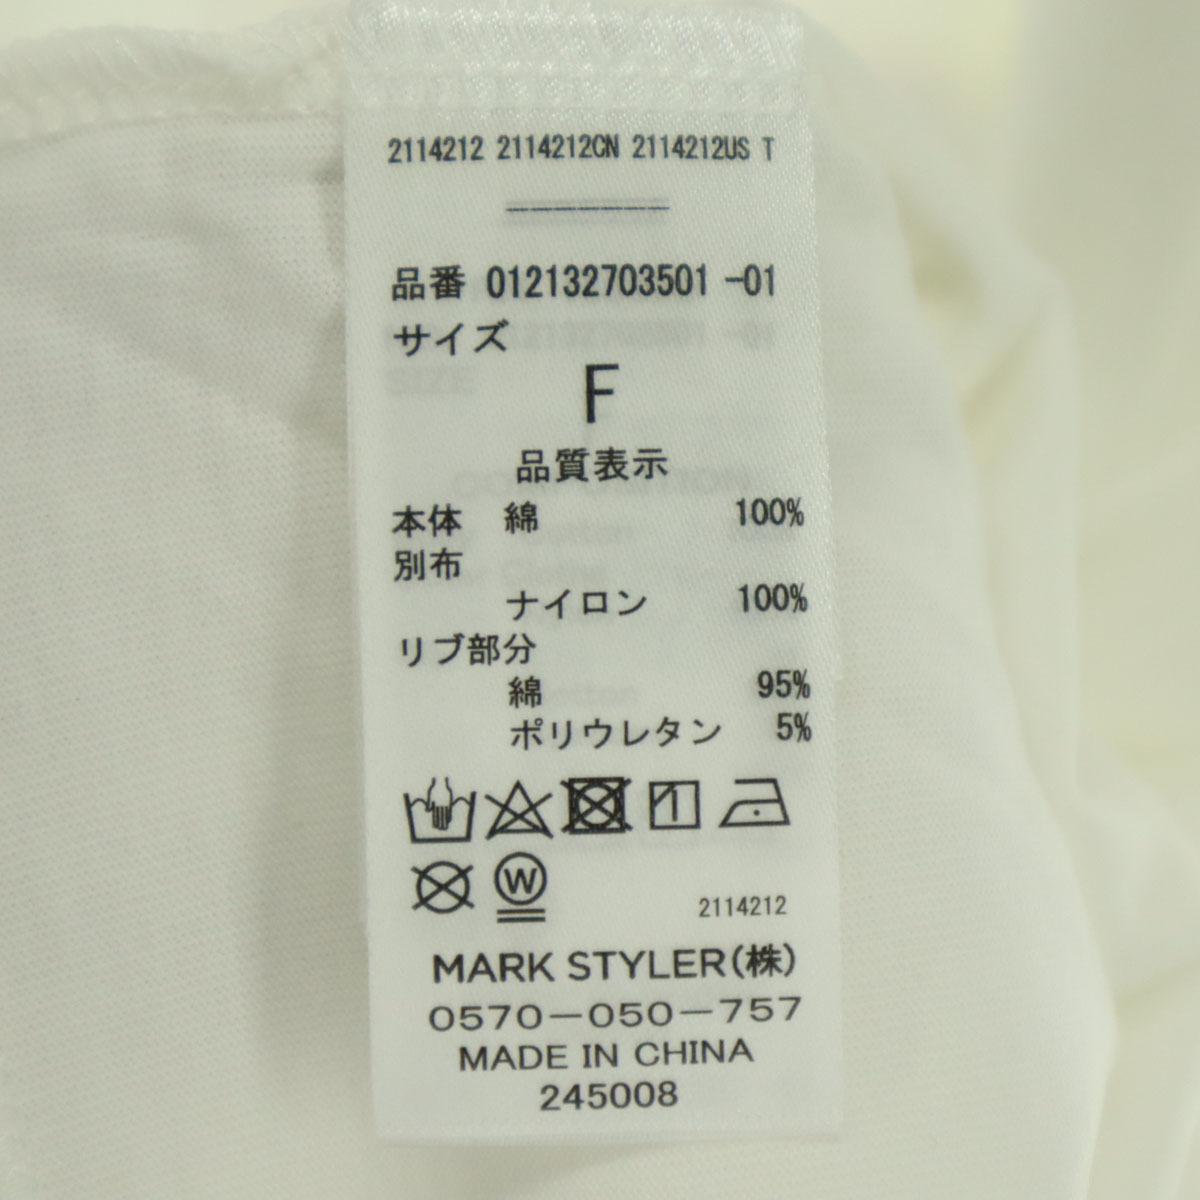 2114212 2114212CN 2114212US T
品番 012132703501 -01
サイズ
F
品質表示
本体 綿 100%
別布
ナイロン 100%
リブ部分
綿 95%
ポリウレタン 5%
W
2114212
MARK STYLER(株)
0570-050-757
MADE IN CHINA
245008